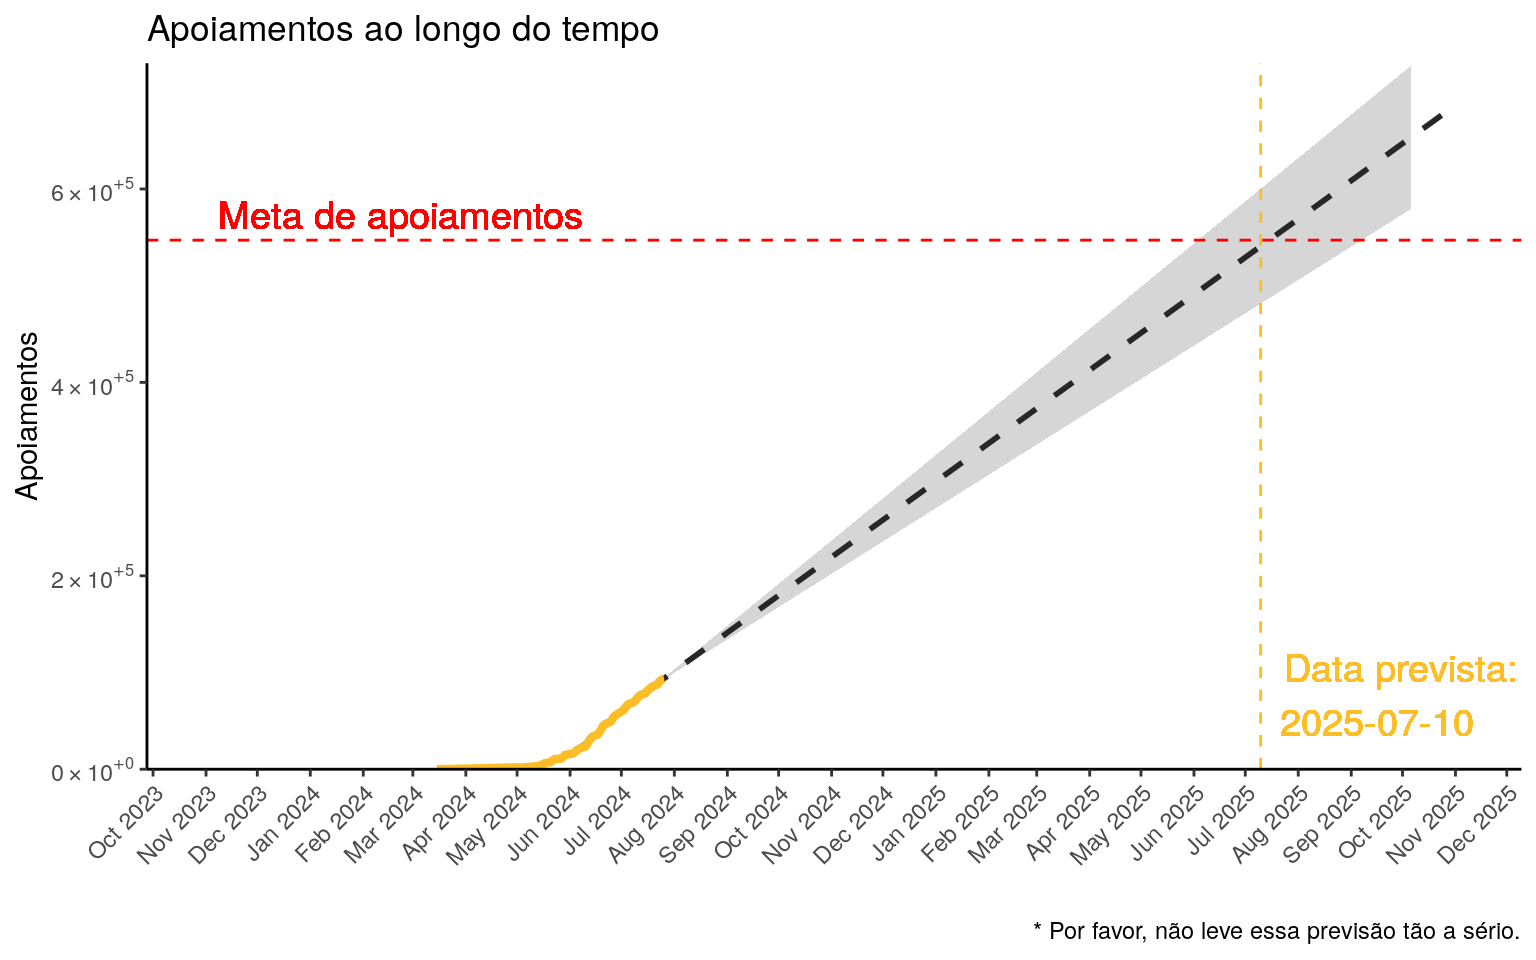 Apoiamentos ao longo do tempo
Apoiamentos
6 × 10⁺⁵
4 × 10⁺⁵
2 × 10⁺⁵
0 × 10⁺⁰
Meta de apoiamentos
Data prevista:
2025-07-10
Oct 2023
Nov 2023
Dec 2023
Jan 2024
Feb 2024
Mar 2024
Apr 2024
May 2024
Jun 2024
Jul 2024
Aug 2024
Sep 2024
Oct 2024
Nov 2024
Dec 2024
Jan 2025
Feb 2025
Mar 2025
Apr 2025
May 2025
Jun 2025
Jul 2025
Aug 2025
Sep 2025
Oct 2025
Nov 2025
Dec 2025
* Por favor, não leve essa previsão tão a sério.